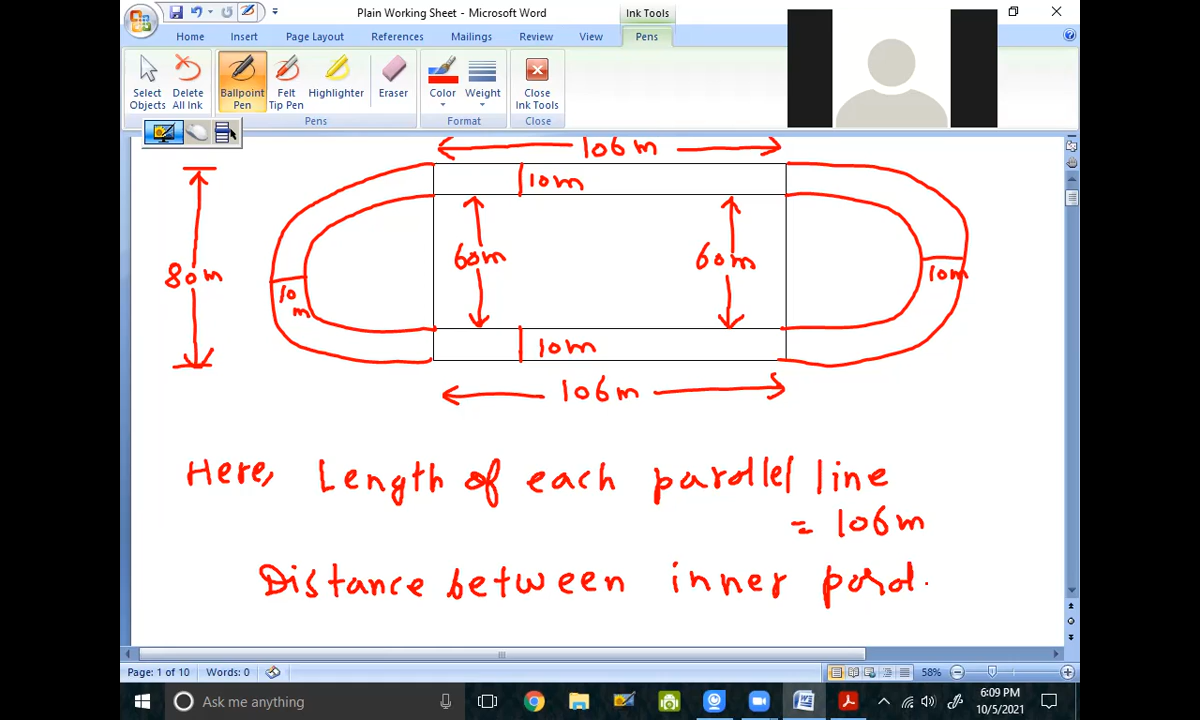 Plain Working Sheet - Microsoft Word
Ink Tools
Home Insert Page Layout References Mailings Review View Pens
Select Objects
Delete All Ink
Ballpoint Pen
Felt Tip Pen
Highlighter
Eraser
Color
Weight
Close Ink Tools
Pens
Format
Close
106m
10m
80m
60m
60m
10m
10m
10m
106m
Here, Length of each parallel line
= 106m
Distance between inner paral
Page: 1 of 10 Words: 0 58%
Ask me anything
6:09 PM
10/5/2021